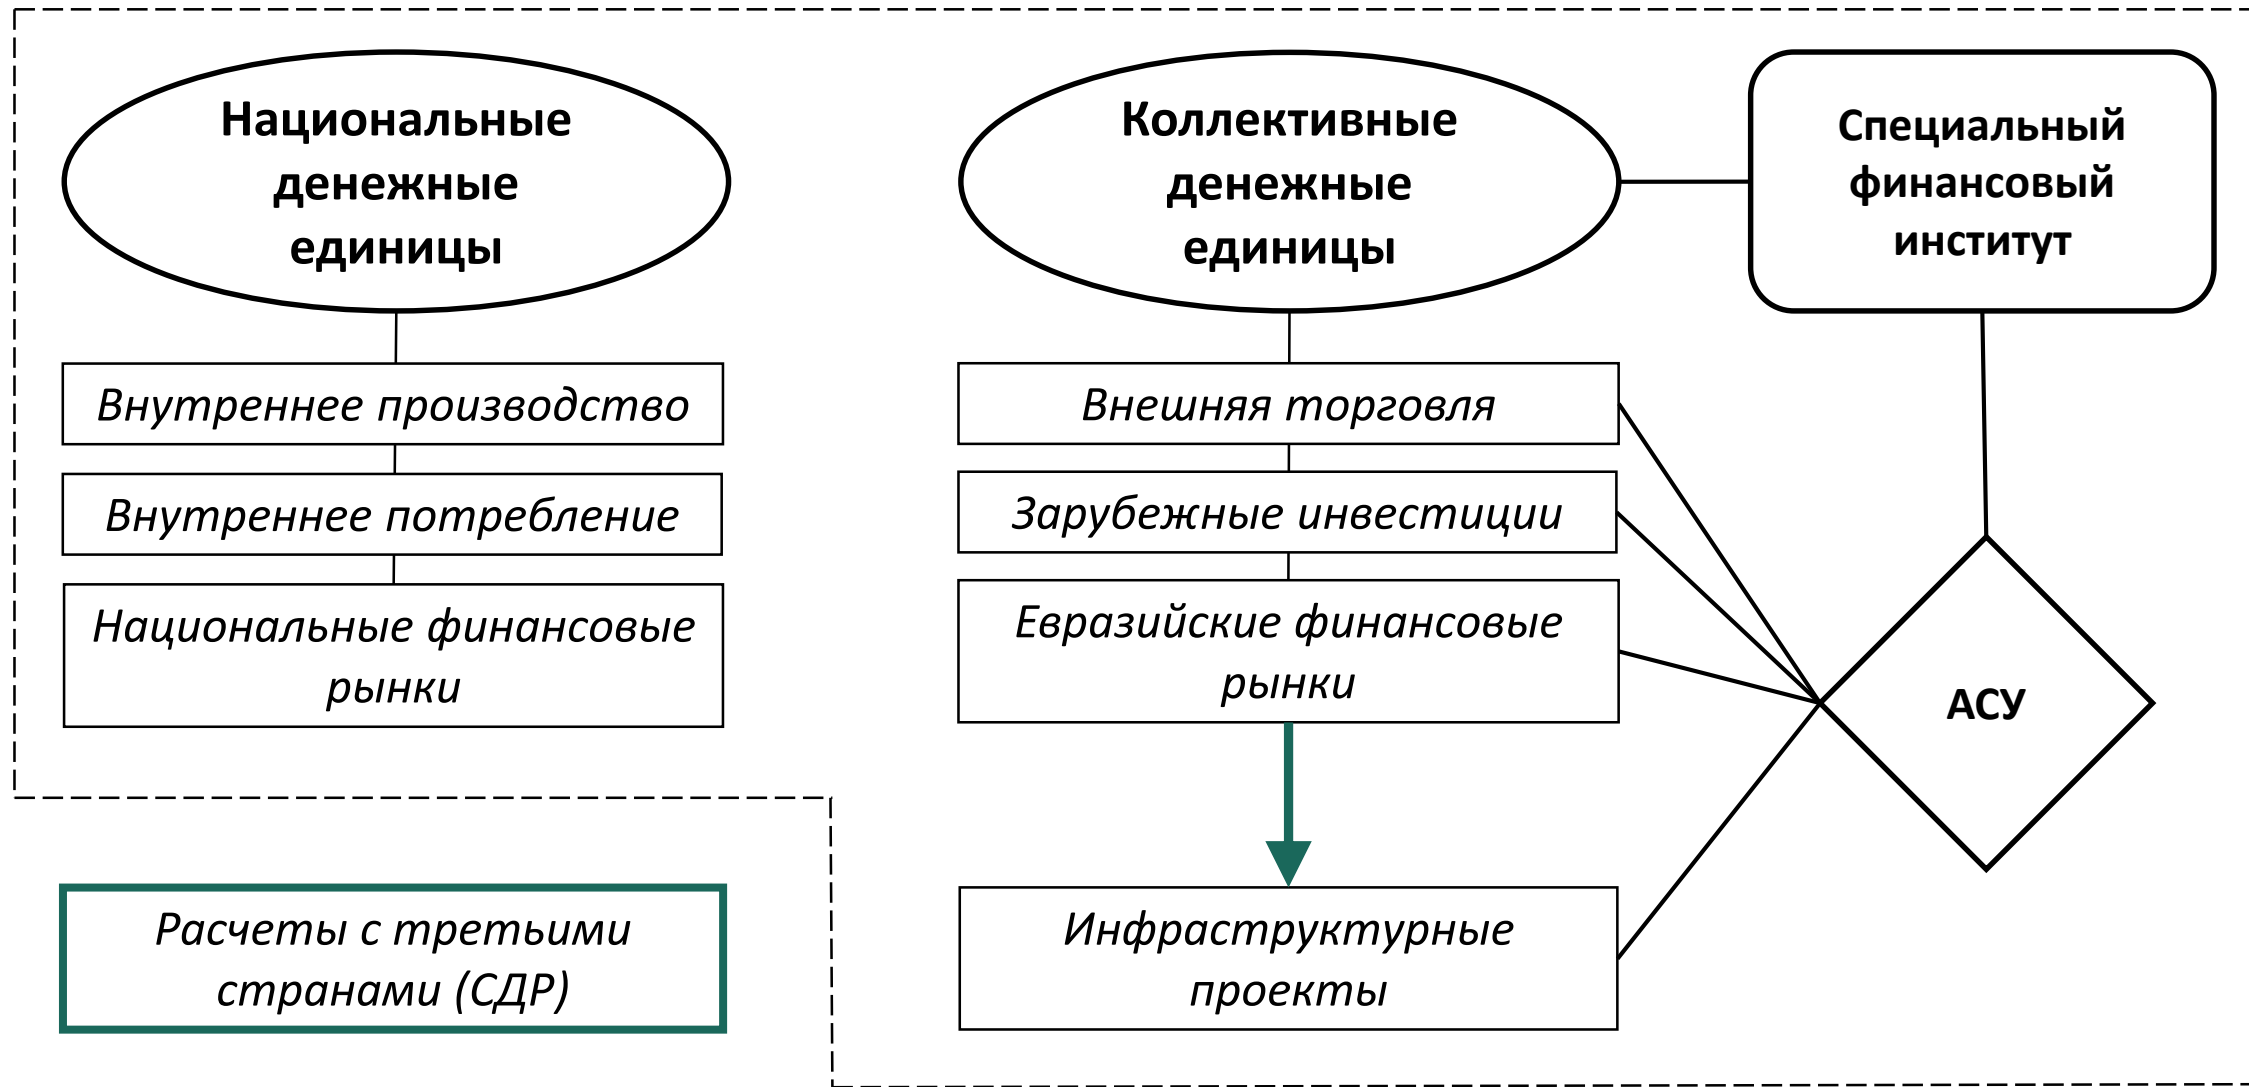 Национальные
денежные
единицы
Внутреннее производство
Внутреннее потребление
Национальные финансовые
рынки
Коллективные
денежные
единицы
Внешняя торговля
Зарубежные инвестиции
Евразийские финансовые
рынки
Инфраструктурные
проекты
Специальный
финансовый
институт
АСУ
Расчеты с третьими
странами (СДР)